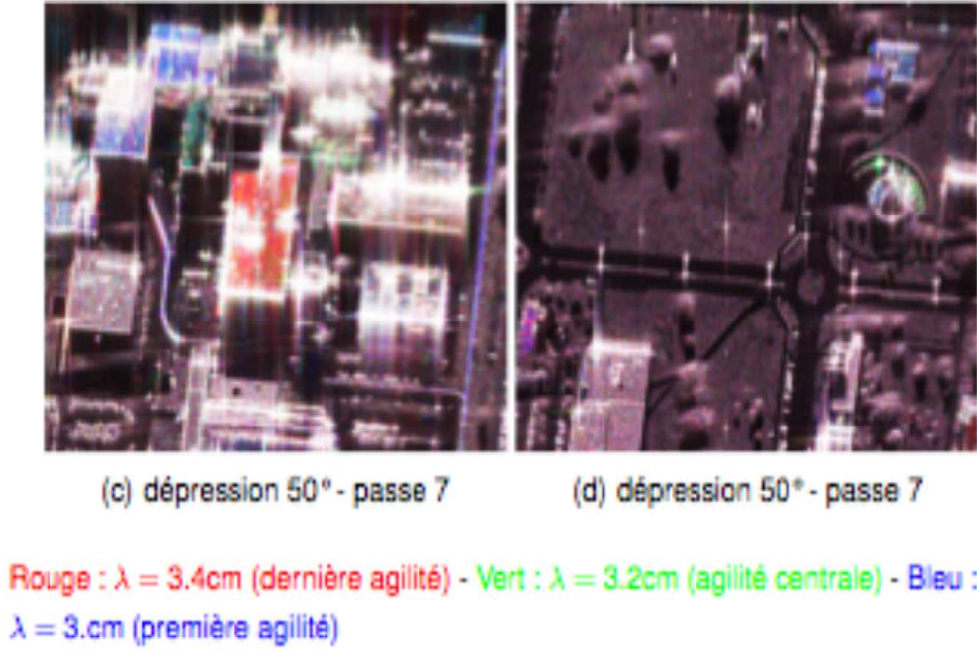 (c) dépression 50° - passe 7
(d) dépression 50° - passe 7
Rouge : λ = 3.4cm (dernière agilité) - Vert : λ = 3.2cm (agilité centrale) - Bleu :
λ = 3.cm (première agilité)